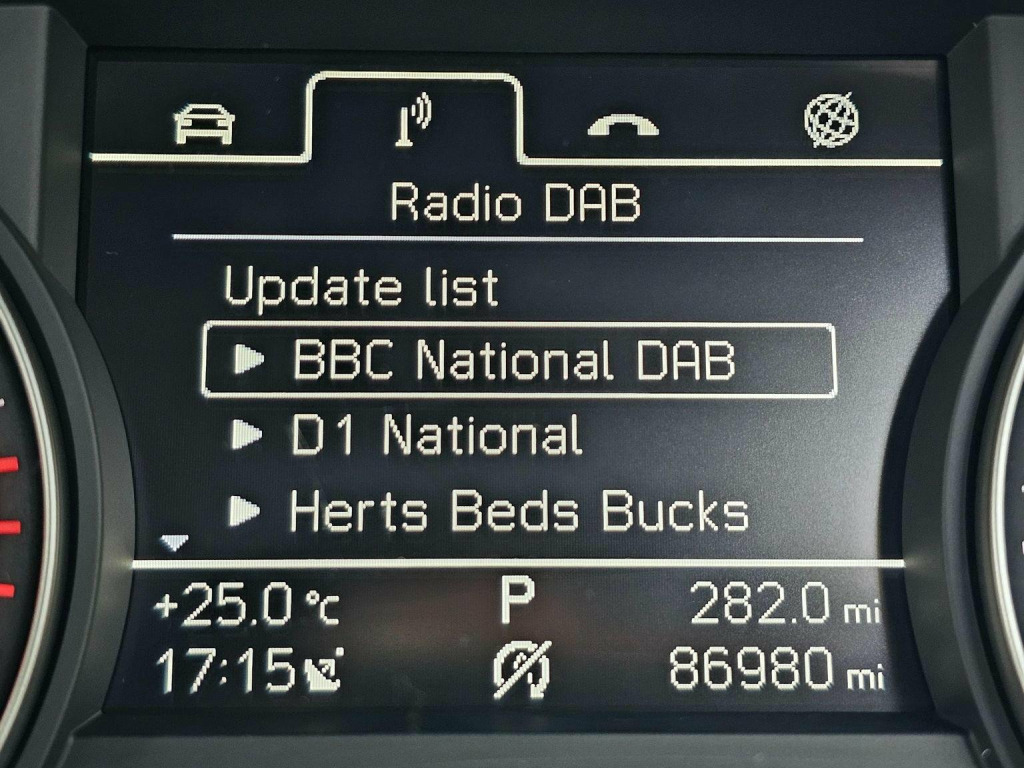 Radio DAB
Update list
BBC National DAB
D1 National
Herts Beds Bucks
+25.0 °C P 282.0 mi
17:15 86980 mi